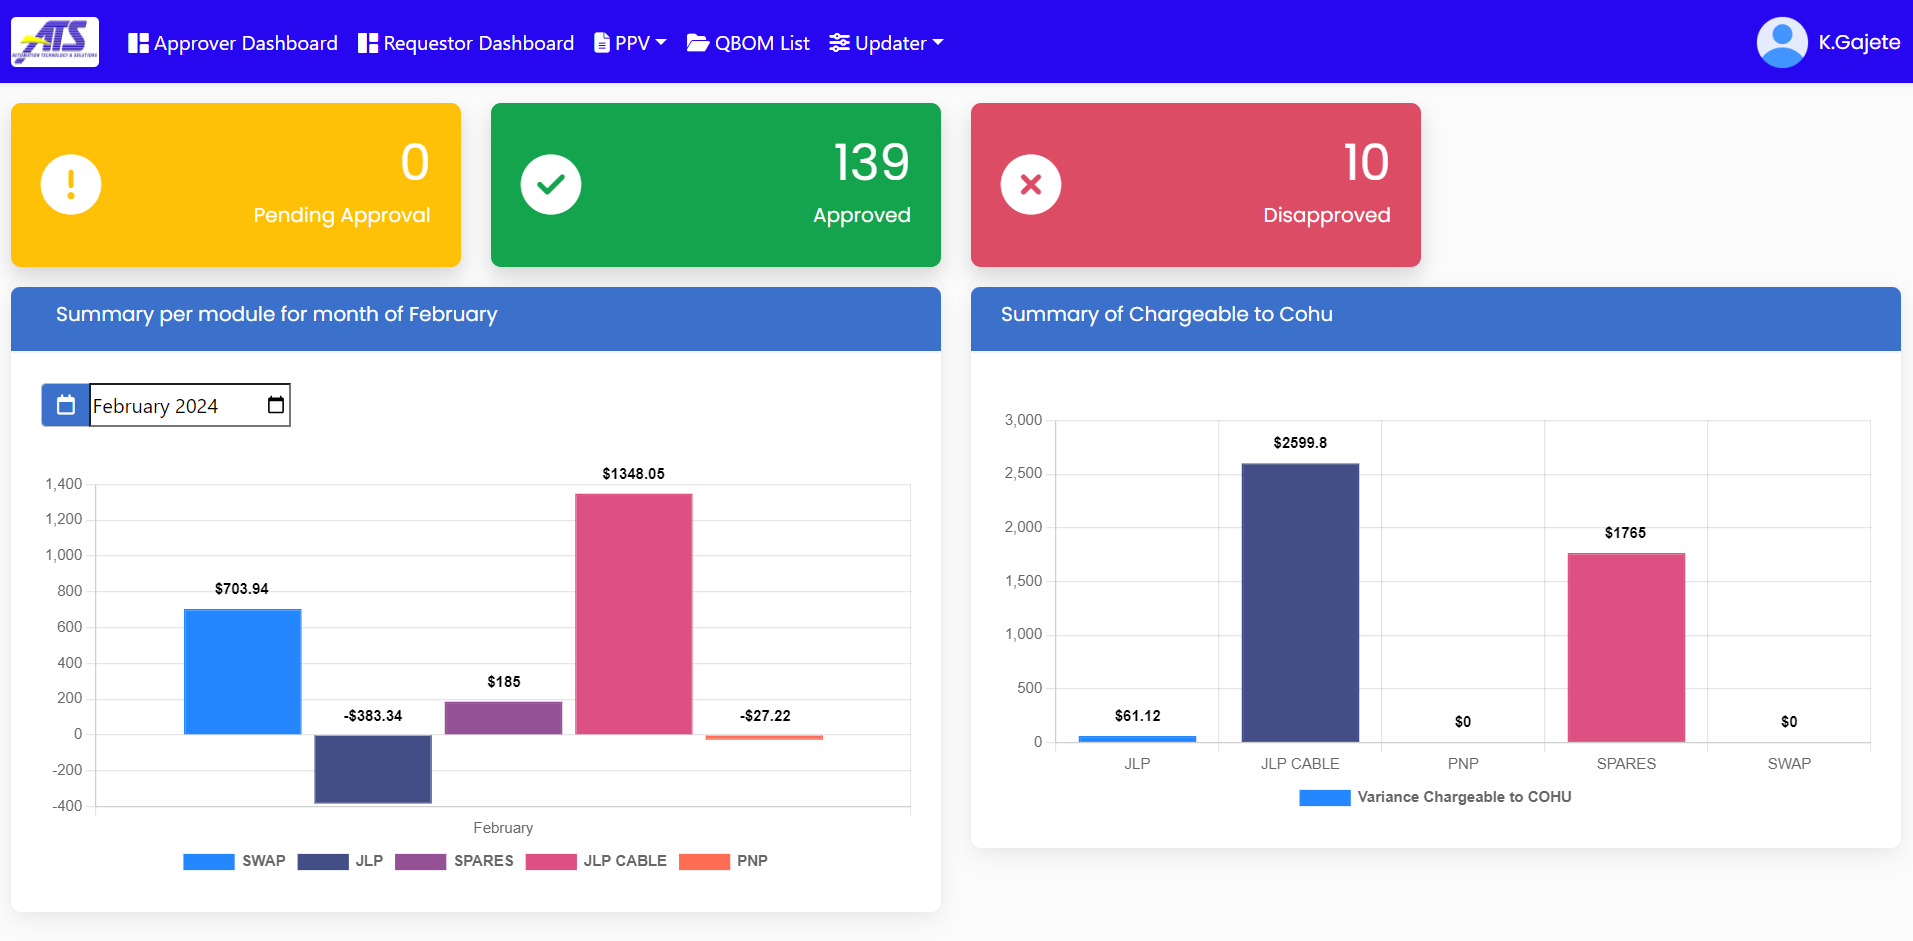 ATS
AUTOMATION TECHNOLOGY & SOLUTIONS
Approver Dashboard
Requestor Dashboard
PPV
QBOM List
Updater
K.Gajete
0
Pending Approval
139
Approved
10
Disapproved
Summary per module for month of February
February 2024
1,400
1,200
1,000
800
600
400
200
0
-200
-400
$703.94
-$383.34
$185
$1348.05
-$27.22
February
SWAP JLP SPARES JLP CABLE PNP
Summary of Chargeable to Cohu
3,000
2,500
2,000
1,500
1,000
500
0
$61.12
$2599.8
$0
$1765
$0
JLP JLP CABLE PNP SPARES SWAP
Variance Chargeable to COHU